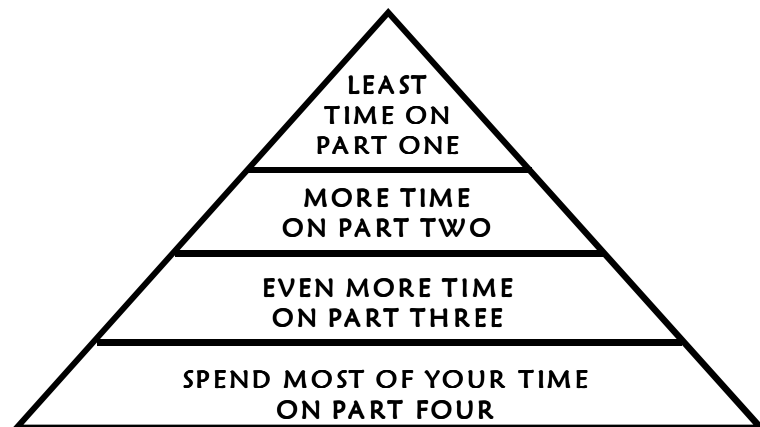 LEAST
TIME ON
PART ONE
MORE TIME
ON PART TWO
EVEN MORE TIME
ON PART THREE
SPEND MOST OF YOUR TIME
ON PART FOUR